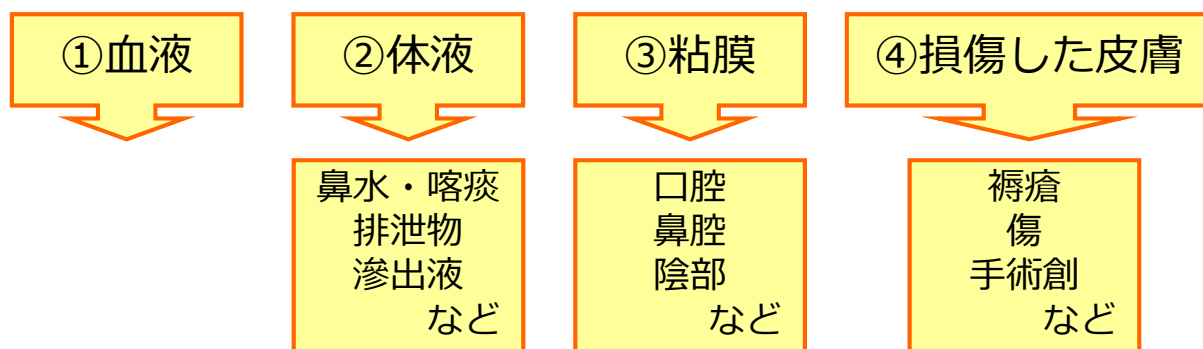 ①血液
②体液
③粘膜
④損傷した皮膚
鼻水・喀痰
排泄物
滲出液
など
口腔
鼻腔
陰部
など
褥瘡
傷
手術創
など